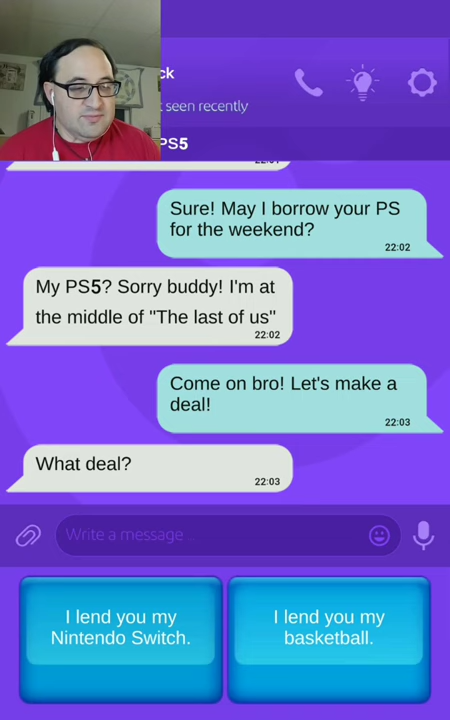 ck
seen recently
PS5
22:01
Sure! May I borrow your PS
for the weekend?
22:02
My PS5? Sorry buddy! I'm at
the middle of "The last of us"
22:02
Come on bro! Let's make a
deal!
22:03
What deal?
22:03
Write a message ...
I lend you my
Nintendo Switch.
I lend you my
basketball.